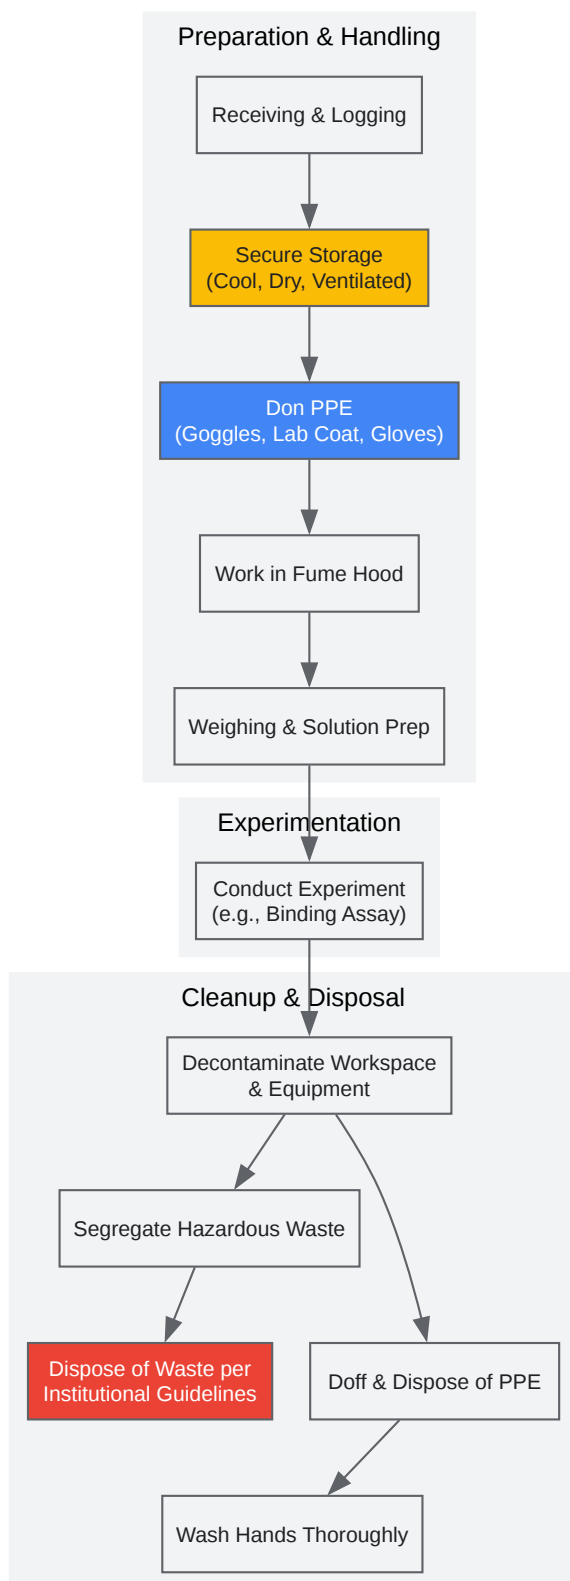 Preparation & Handling
Receiving & Logging
Secure Storage
(Cool, Dry, Ventilated)
Don PPE
(Goggles, Lab Coat, Gloves)
Work in Fume Hood
Weighing & Solution Prep
Experimentation
Conduct Experiment
(e.g., Binding Assay)
Cleanup & Disposal
Decontaminate Workspace
& Equipment
Segregate Hazardous Waste
Dispose of Waste per
Institutional Guidelines
Doff & Dispose of PPE
Wash Hands Thoroughly